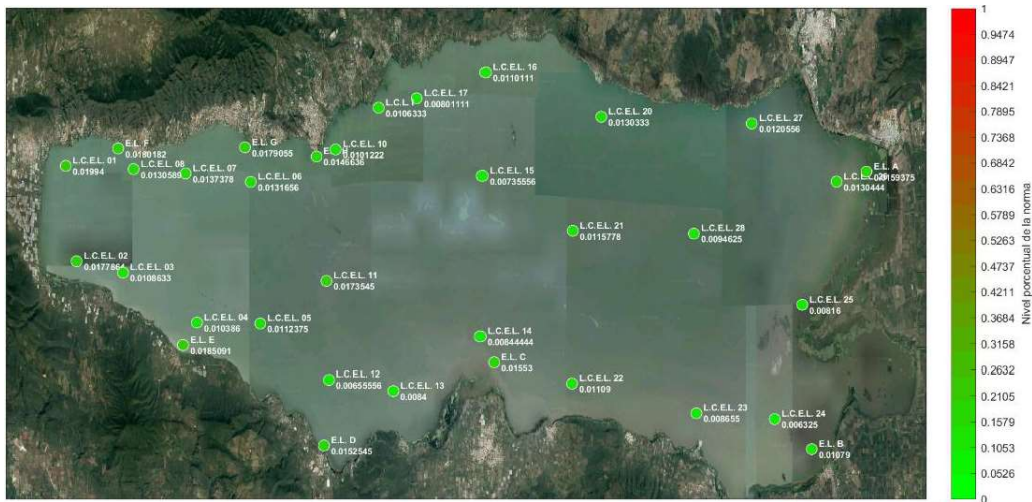 L.C.E.L. 16
0.0110111
L.C.E.L. 17
0.00801111
0.0106333
L.C.E.L. 20
0.0130333
L.C.E.L. 27
0.0120556
L.C.E.L. 10
0.0101222
0.0146636
E.L. G
0.0179055
E.L. F
0.0180182
L.C.E.L. 01
0.01994
L.C.E.L. 08
0.0130589
L.C.E.L. 07
0.0137378
L.C.E.L. 06
0.0131656
L.C.E.L. 15
0.00735556
E.L. A
0.0159375
0.0130444
L.C.E.L. 21
0.0115778
L.C.E.L. 28
0.0094625
L.C.E.L. 02
L.C.E.L. 03
0.0108633
L.C.E.L. 11
0.0173545
L.C.E.L. 25
0.00816
L.C.E.L. 04
0.010386
L.C.E.L. 05
0.0112375
E.L. E
0.0185091
L.C.E.L. 14
0.00844444
E.L. C
0.01553
L.C.E.L. 12
0.00655556
L.C.E.L. 13
0.0084
L.C.E.L. 22
0.01109
L.C.E.L. 23
0.008655
L.C.E.L. 24
0.006325
E.L. D
0.0152545
E.L. B
0.01079
1
0.9474
0.8947
0.8421
0.7895
0.7368
0.6842
0.6316
0.5789
0.5263
0.4737
0.4211
0.3684
0.3158
0.2632
0.2105
0.1579
0.1053
0.0526
0
Nivel porcentual de la norma